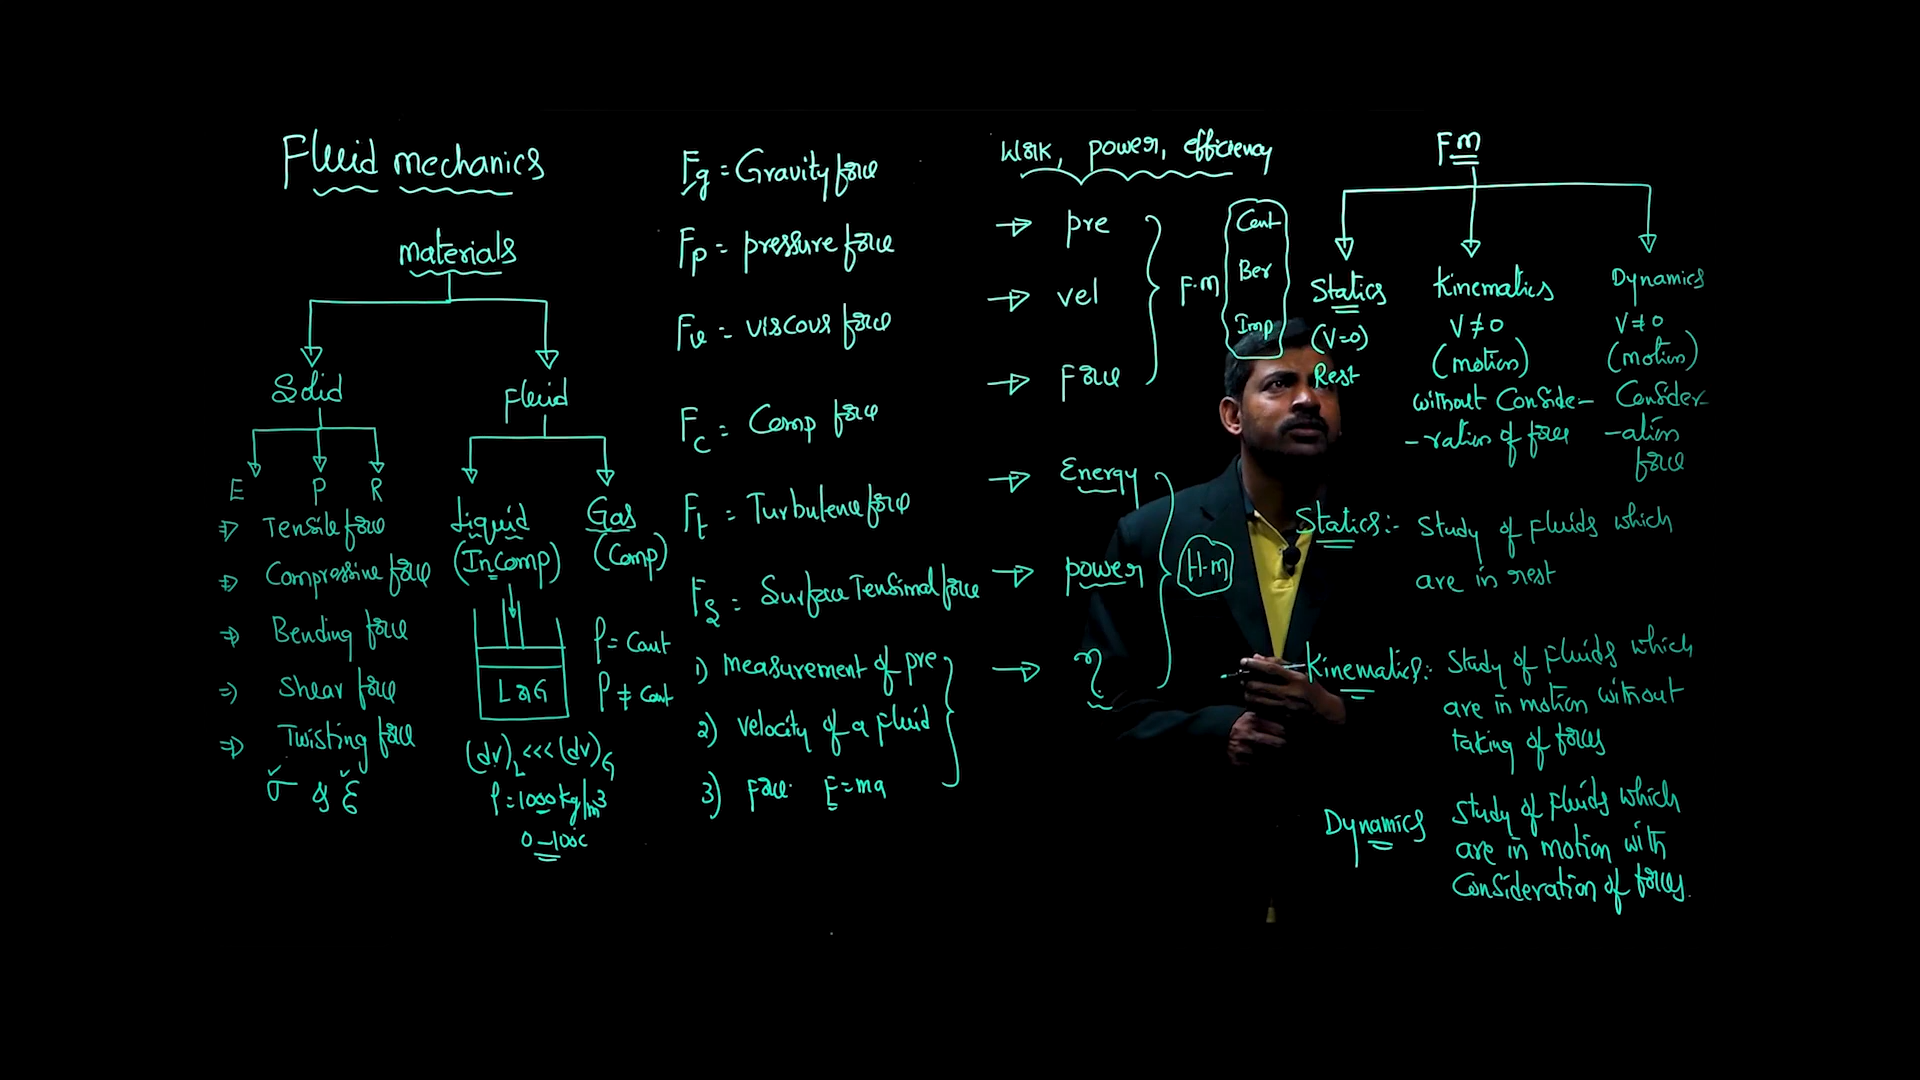 Fluid mechanics
materials
Solid
Fluid
E P R
⇒ Tensile force
⇒ Compressive force
⇒ Bending force
⇒ Shear force
⇒ Twisting force
σ & ε
Liquid
(InComp)
Gas
(Comp)
L or G
ρ = Const
ρ ≠ Const
(dv)L <<< (dv)G
ρ = 1000 kg/m³
0-100c
Fg = Gravity force
Fp = pressure force
Fv = viscous force
Fc = Comp force
Ft = Turbulence force
Fs = Surface Tensimal force
1) measurement of pre
2) velocity of a fluid
3) Force F=ma
Work, power, efficiency
→ pre
→ vel
→ Force
F.m
Cont
Ber
Imp
→ Energy
→ power
→ η
H.m
F.m
Statics
(V=0)
Rest
Kinematics
V≠0
(motion)
without Conside-
-ration of force
Dynamics
V≠0
(motion)
Consider-
-ation
force
Statics:- Study of fluids which
are in rest
Kinematics:- Study of fluids which
are in motion without
taking of forces
Dynamics Study of fluids which
are in motion with
Consideration of forces.